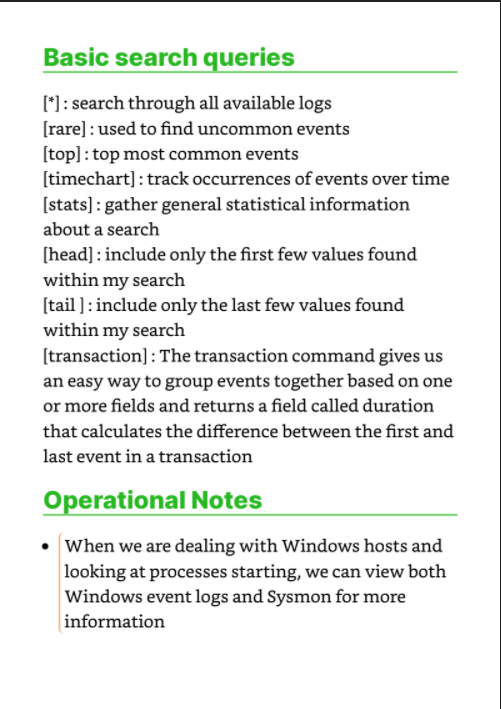 Basic search queries
[*] : search through all available logs
[rare] : used to find uncommon events
[top] : top most common events
[timechart] : track occurrences of events over time
[stats] : gather general statistical information
about a search
[head] : include only the first few values found
within my search
[tail ] : include only the last few values found
within my search
[transaction] : The transaction command gives us
an easy way to group events together based on one
or more fields and returns a field called duration
that calculates the difference between the first and
last event in a transaction
Operational Notes
• When we are dealing with Windows hosts and
looking at processes starting, we can view both
Windows event logs and Sysmon for more
information